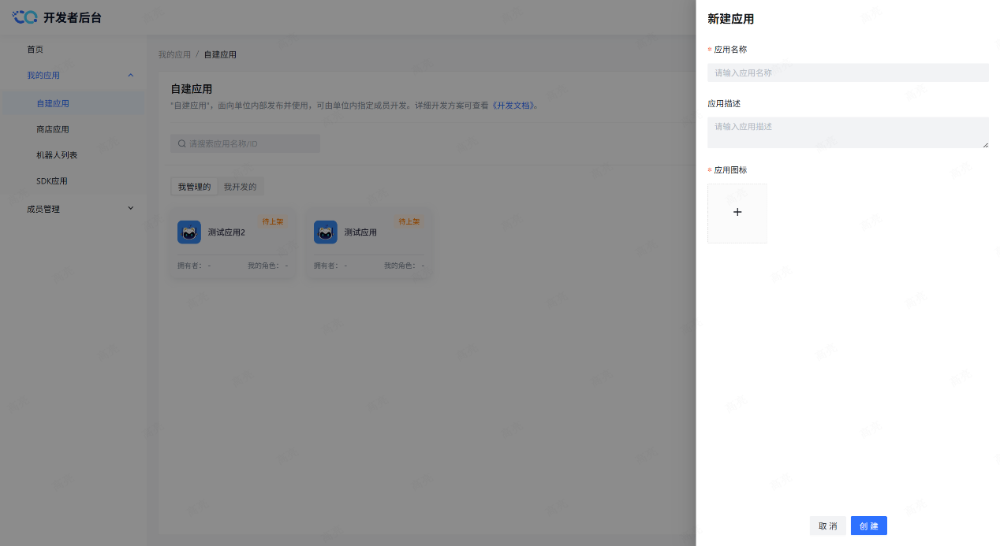 开发者后台
首页
我的应用
自建应用
商店应用
机器人列表
SDK应用
成员管理
我的应用 / 自建应用
自建应用
"自建应用"，面向单位内部发布并使用，可由单位内指定成员开发。详细开发方案可查看《开发文档》。
请搜索应用名称/ID
我管理的 我开发的
待上架
测试应用2
拥有者： - 我的角色： -
待上架
测试应用
拥有者： - 我的角色： -
新建应用
* 应用名称
请输入应用名称
应用描述
请输入应用描述
* 应用图标
+
取 消 创 建